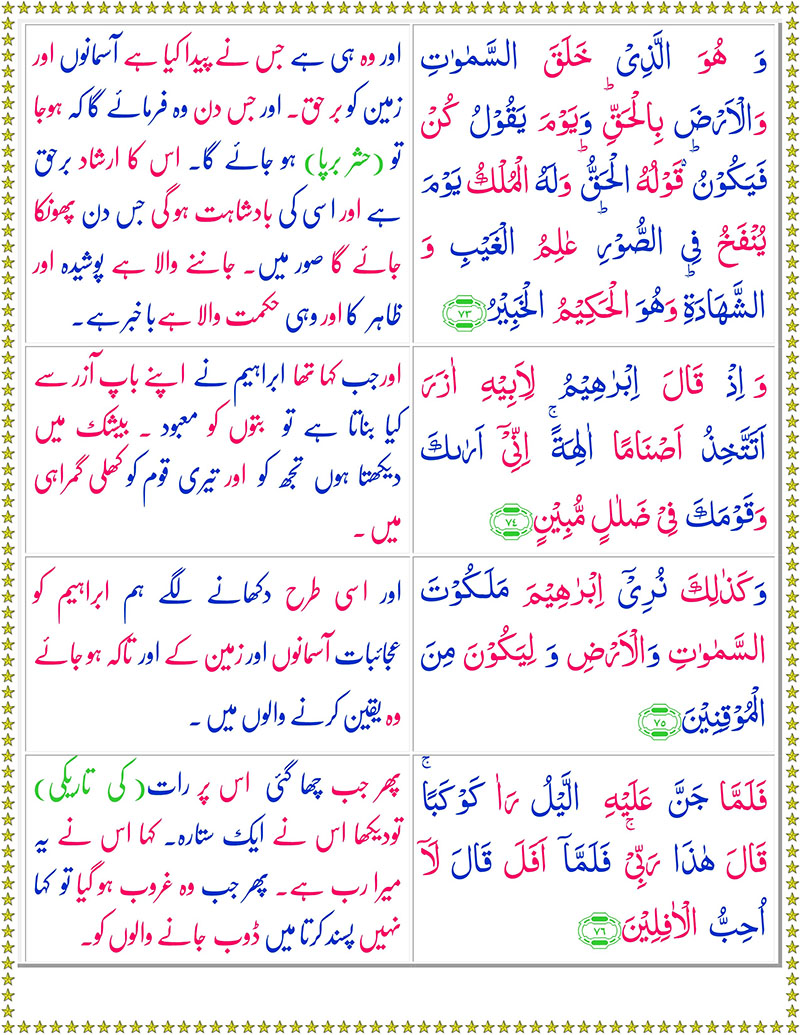 وَ هُوَ الَّذِیْ خَلَقَ السَّمٰوٰتِ
وَالْاَرْضَ بِالْحَقِّ ؕ وَیَوْمَ یَقُوْلُ كُنْ
فَیَكُوْنُ ؕ۬ قَوْلُهُ الْحَقُّ ؕ وَلَهُ الْمُلْكُ یَوْمَ
یُنْفَخُ فِی الصُّوْرِ ؕ عٰلِمُ الْغَیْبِ وَ
الشَّهَادَةِ ؕ وَهُوَ الْحَكِیْمُ الْخَبِیْرُ ﴿٧٣﴾
اور وہ ہی ہے جس نے پیدا کیا ہے آسمانوں اور
زمین کو برحق۔ اور جس دن وہ فرمائے گا کہ ہوجا
تو (حشر برپا) ہو جائے گا۔ اس کا ارشاد برحق
ہے اور اسی کی بادشاہت ہوگی جس دن پھونکا
جائے گا صور میں۔ جاننے والا ہے پوشیدہ اور
ظاہر کا اور وہی حکمت والا ہے باخبر ہے۔
وَ اِذْ قَالَ اِبْرٰهِیْمُ لِاَبِیْهِ اٰزَرَ
اَتَتَّخِذُ اَصْنَامًا اٰلِهَةً ۚ اِنِّیْۤ اَرٰىكَ
وَقَوْمَكَ فِیْ ضَلٰلٍ مُّبِیْنٍ ﴿٧٤﴾
اور جب کہا تھا ابراہیم نے اپنے باپ آزر سے
کیا بناتا ہے تو بتوں کو معبود ۔ بیشک میں
دیکھتا ہوں تجھ کو اور تیری قوم کو کھلی گمراہی
میں ۔
وَكَذٰلِكَ نُرِیْۤ اِبْرٰهِیْمَ مَلَكُوْتَ
السَّمٰوٰتِ وَالْاَرْضِ وَ لِیَكُوْنَ مِنَ
الْمُوْقِنِیْنَ ﴿٧٥﴾
اور اسی طرح دکھانے لگے ہم ابراہیم کو
عجائبات آسمانوں اور زمین کے اور تاکہ ہو جائے
وہ یقین کرنے والوں میں ۔
فَلَمَّا جَنَّ عَلَیْهِ الَّیْلُ رَاٰ كَوْكَبًا ۚ
قَالَ هٰذَا رَبِّیْ ۚ فَلَمَّاۤ اَفَلَ قَالَ لَاۤ
اُحِبُّ الْاٰفِلِیْنَ ﴿٧٦﴾
پھر جب چھا گئی اس پر رات (کی تاریکی)
تو دیکھا اس نے ایک ستارہ۔ کہا اس نے یہ
میرا رب ہے۔ پھر جب وہ غروب ہوگیا تو کہا
نہیں پسند کرتا میں ڈوب جانے والوں کو۔